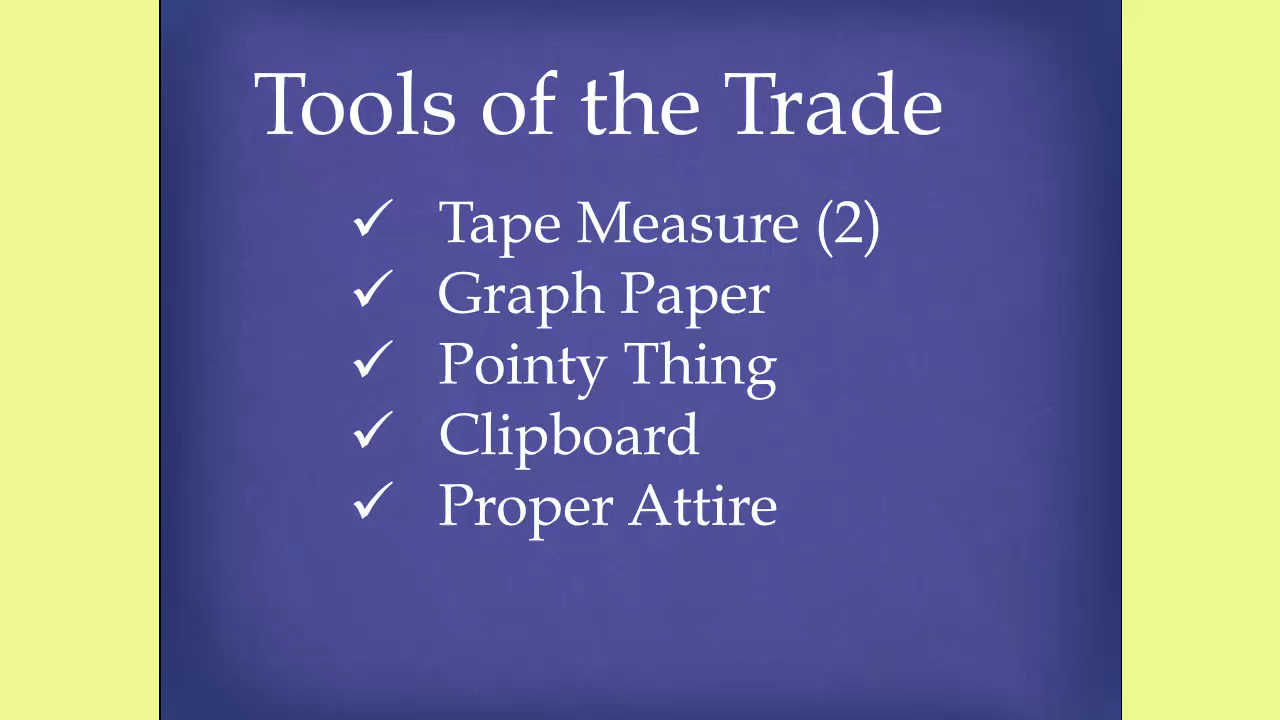 Tools of the Trade
✓ Tape Measure (2)
✓ Graph Paper
✓ Pointy Thing
✓ Clipboard
✓ Proper Attire